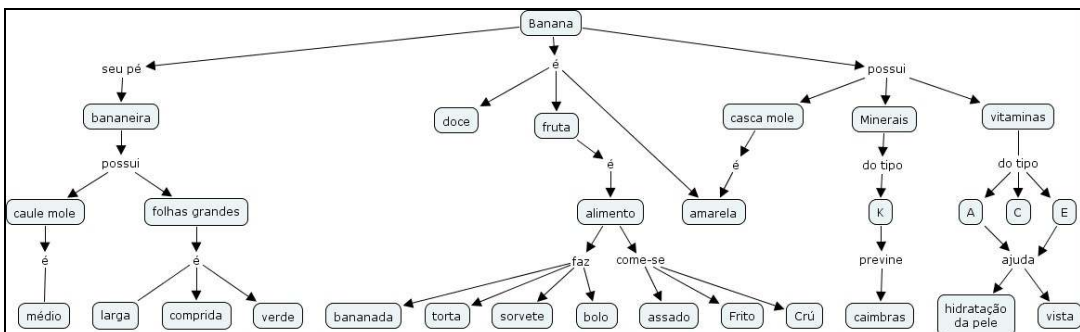 Banana
seu pé
é
possui
bananeira
doce
fruta
casca mole
Minerais
vitaminas
possui
é
é
do tipo
do tipo
caule mole
folhas grandes
alimento
amarela
K
A
C
E
é
é
faz
come-se
previne
ajuda
médio
larga
comprida
verde
bananada
torta
sorvete
bolo
assado
Frito
Crú
caimbras
hidratação
da pele
vista